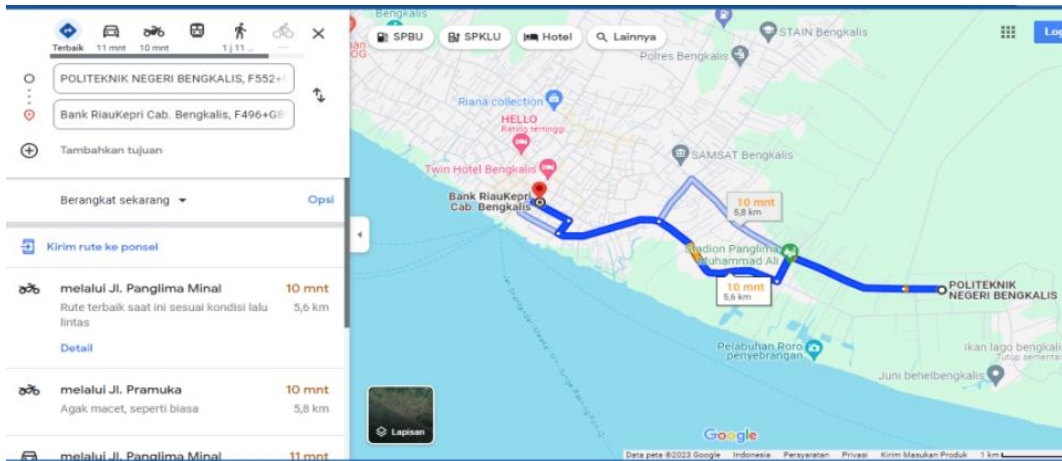 Terbaik
11 mnt
10 mnt
1 j 11 ...
POLITEKNIK NEGERI BENGKALIS, F552+
Bank RiauKepri Cab. Bengkalis, F496+G8
Tambahkan tujuan
Berangkat sekarang
Opsi
Kirim rute ke ponsel
melalui Jl. Panglima Minal
10 mnt
Rute terbaik saat ini sesuai kondisi lalu
5,6 km
lintas
Detail
melalui Jl. Pramuka
10 mnt
Agak macet, seperti biasa
5,8 km
melalui Jl. Panglima Minal
11 mnt
Bengkalis
SPBU
SPKLU
Hotel
Lainnya
STAIN Bengkalis
Polres Bengkalis
Riana collection
HELLO
Rating tertinggi
SAMSAT Bengkalis
Twin Hotel Bengkalis
Bank RiauKepri
Cab. Bengkalis
10 mnt
5,8 km
Stadion Panglima
Muhammad Ali
10 mnt
5,6 km
POLITEKNIK
NEGERI BENGKALIS
Pelabuhan Roro
penyebrangan
Ikan lago bengkali
Juni behelbengkalis
Lapisan
Google
Data peta ©2023 Google
Indonesia
Persyaratan
Privasi
Kirim Masukan Produk
1 km